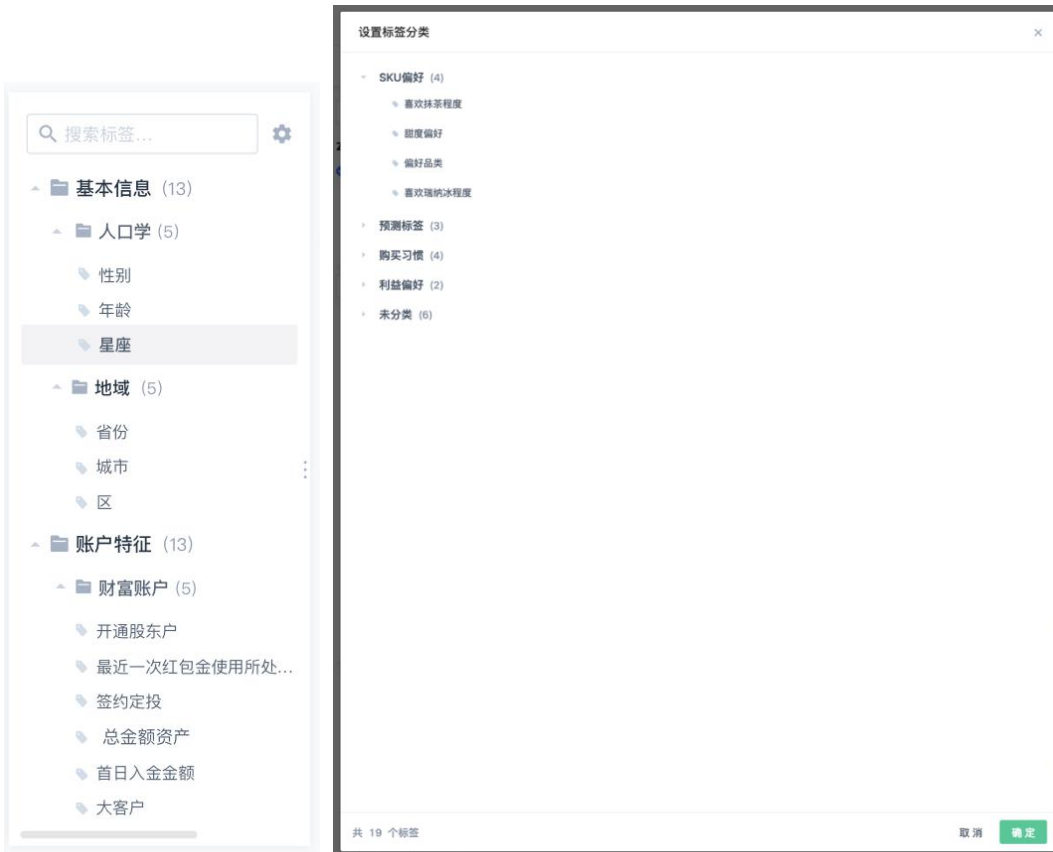 搜索标签...
基本信息 (13)
人口学 (5)
性别
年龄
星座
地域 (5)
省份
城市
区
账户特征 (13)
财富账户 (5)
开通股东户
最近一次红包金使用所处...
签约定投
总金额资产
首日入金金额
大客户
设置标签分类
SKU偏好 (4)
喜欢抹茶程度
甜度偏好
偏好品类
喜欢瑞纳冰程度
预测标签 (3)
购买习惯 (4)
利益偏好 (2)
未分类 (6)
共 19 个标签
取消 确定